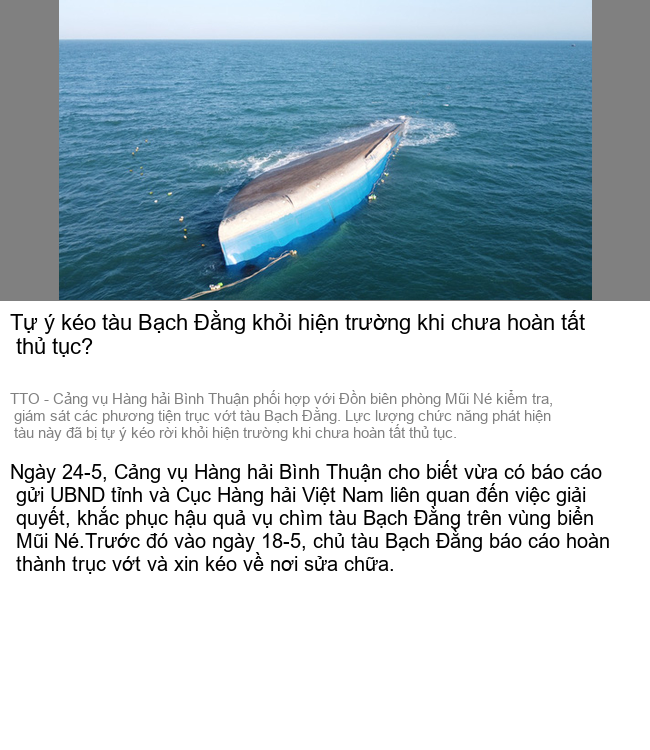 Tự ý kéo tàu Bạch Đằng khỏi hiện trường khi chưa hoàn tất
thủ tục?
TTO - Cảng vụ Hàng hải Bình Thuận phối hợp với Đồn biên phòng Mũi Né kiểm tra,
giám sát các phương tiện trục vớt tàu Bạch Đằng. Lực lượng chức năng phát hiện
tàu này đã bị tự ý kéo rời khỏi hiện trường khi chưa hoàn tất thủ tục.
Ngày 24-5, Cảng vụ Hàng hải Bình Thuận cho biết vừa có báo cáo
gửi UBND tỉnh và Cục Hàng hải Việt Nam liên quan đến việc giải
quyết, khắc phục hậu quả vụ chìm tàu Bạch Đằng trên vùng biển
Mũi Né.Trước đó vào ngày 18-5, chủ tàu Bạch Đằng báo cáo hoàn
thành trục vớt và xin kéo về nơi sửa chữa.